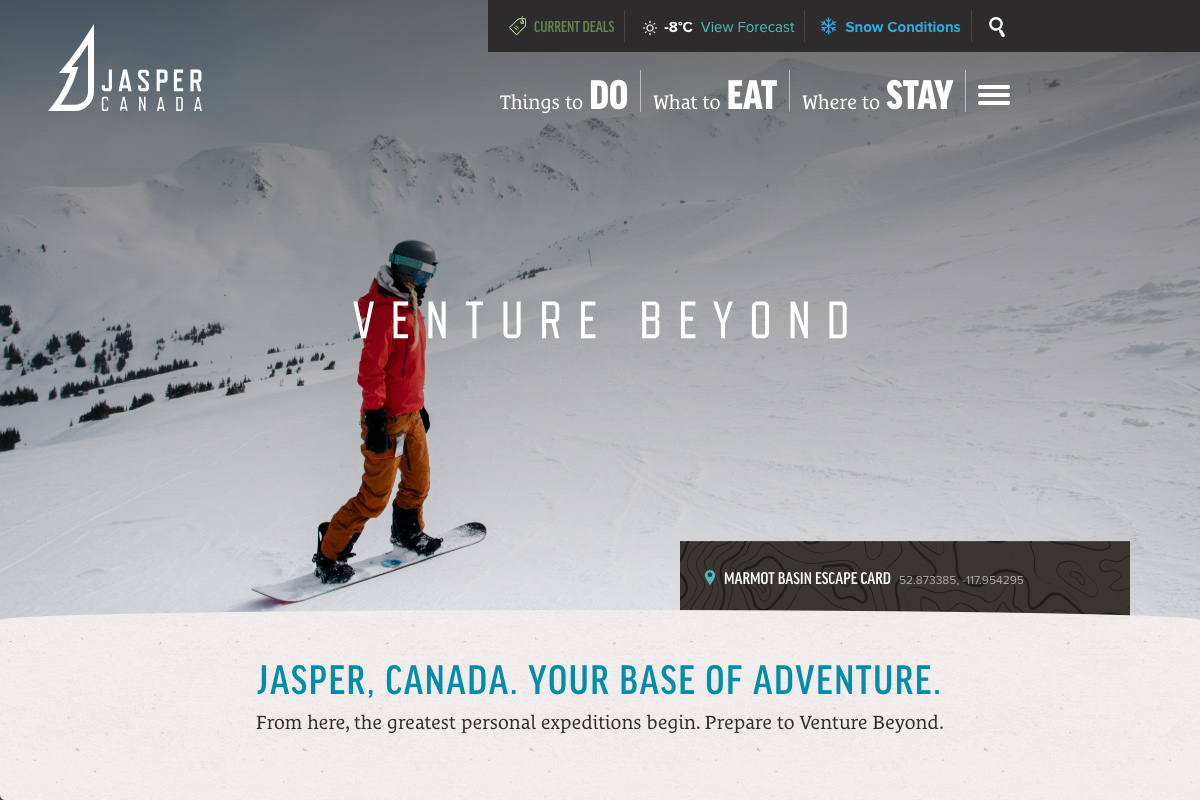 CURRENT DEALS
-8°C View Forecast
Snow Conditions
JASPER
CANADA
Things to DO
What to EAT
Where to STAY
VENTURE BEYOND
MARMOT BASIN ESCAPE CARD 52.873385, -117.954295
JASPER, CANADA. YOUR BASE OF ADVENTURE.
From here, the greatest personal expeditions begin. Prepare to Venture Beyond.